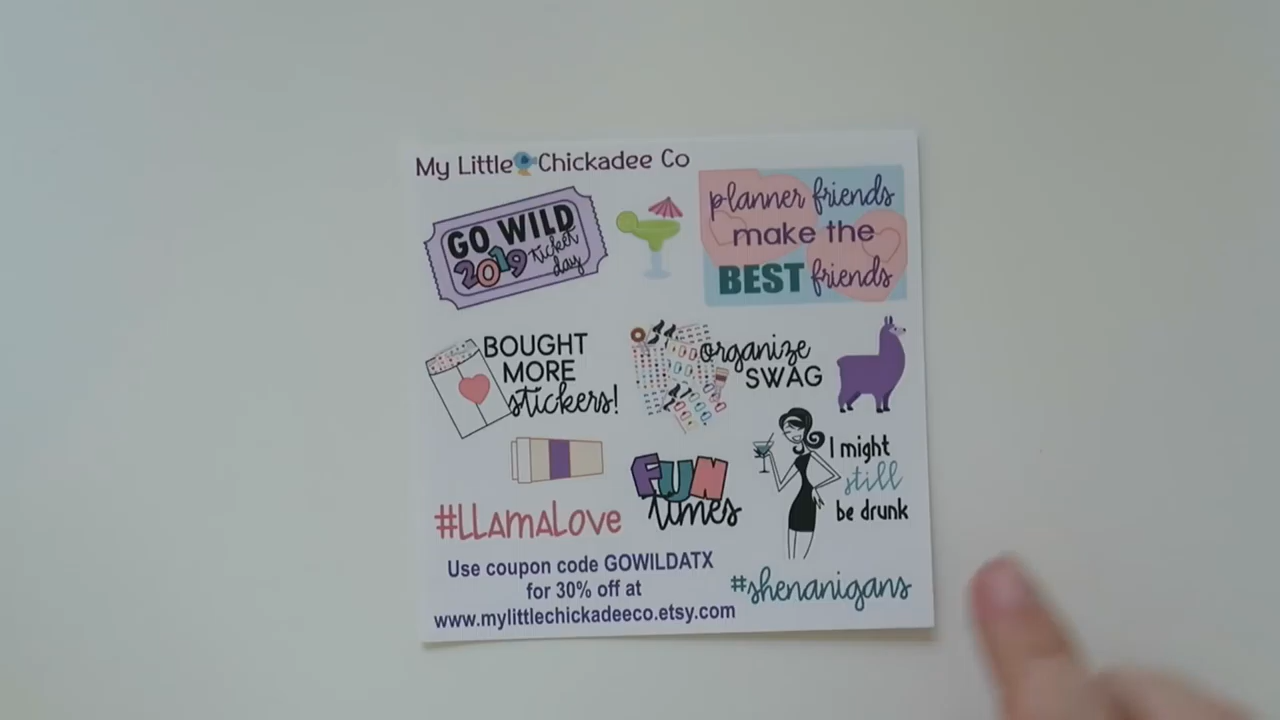 My Little Chickadee Co
GO WILD
2019 ticket
day
planner friends
make the
BEST friends
BOUGHT
MORE
stickers!
organize
SWAG
FUN
times
I might
still
be drunk
#LLAMALOVE
Use coupon code GOWILDATX
for 30% off at
www.mylittlechickadeeco.etsy.com
#shenanigans